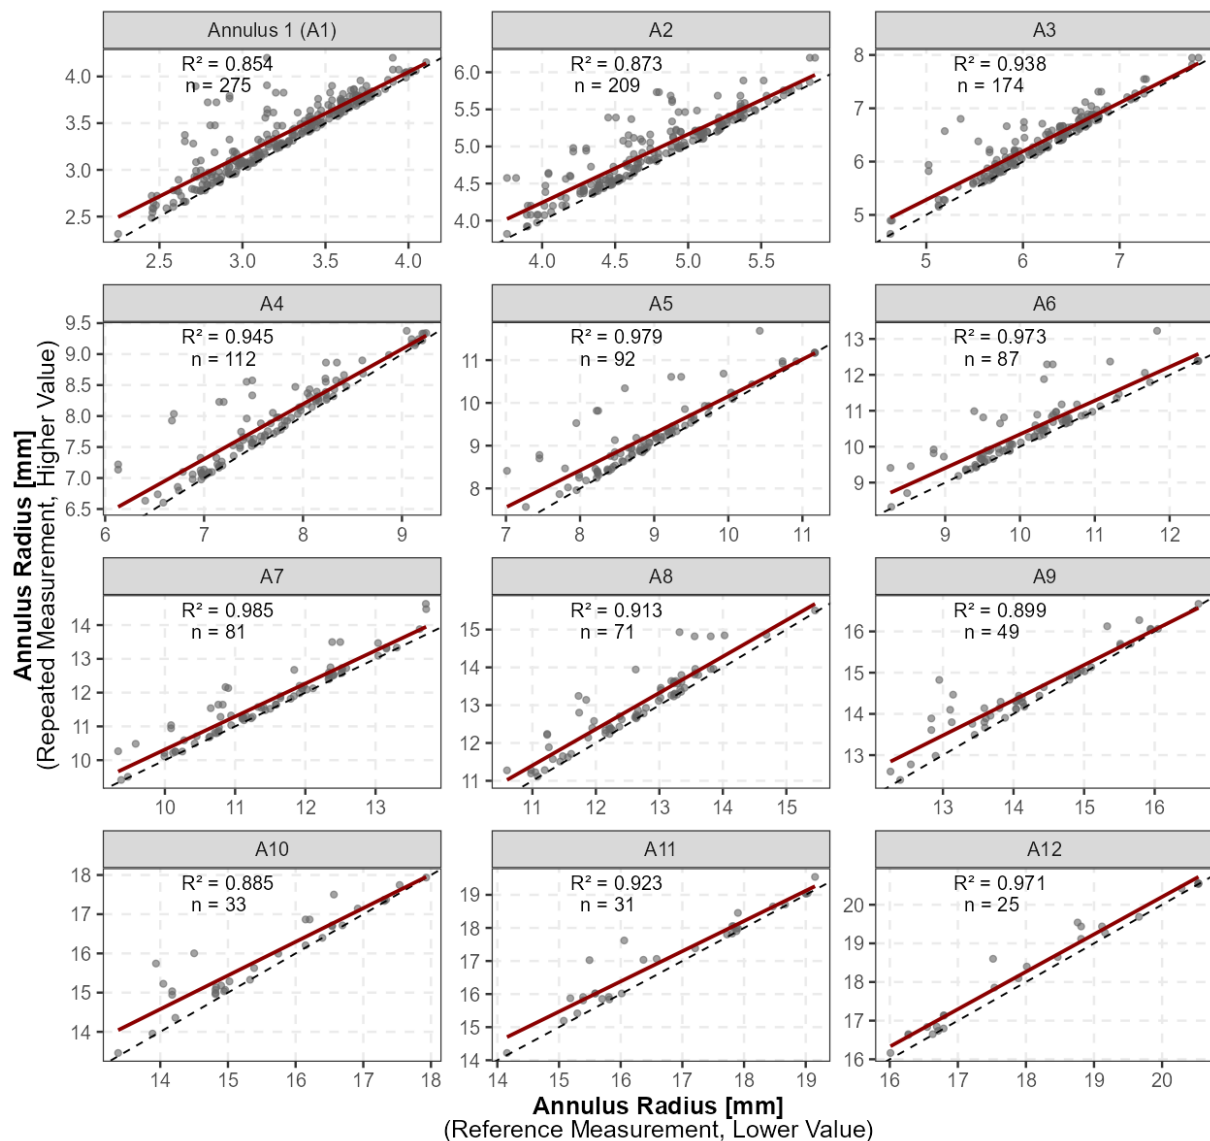 Annulus 1 (A1)
A2
A3
R² = 0.854
n = 275
R² = 0.873
n = 209
R² = 0.938
n = 174
4.0
3.5
3.0
2.5
6.0
5.5
5.0
4.5
4.0
8
7
6
5
2.5 3.0 3.5 4.0
4.0 4.5 5.0 5.5
5 6 7
A4
A5
A6
R² = 0.945
n = 112
R² = 0.979
n = 92
R² = 0.973
n = 87
9.5
9.0
8.5
8.0
7.5
7.0
6.5
11
10
9
8
13
12
11
10
9
6 7 8 9
7 8 9 10 11
9 10 11 12
Annulus Radius [mm]
(Repeated Measurement, Higher Value)
A7
A8
A9
R² = 0.985
n = 81
R² = 0.913
n = 71
R² = 0.899
n = 49
14
13
12
11
10
15
14
13
12
11
16
15
14
13
10 11 12 13
11 12 13 14 15
13 14 15 16
A10
A11
A12
R² = 0.885
n = 33
R² = 0.923
n = 31
R² = 0.971
n = 25
18
17
16
15
14
19
18
17
16
15
14
20
19
18
17
16
14 15 16 17 18
14 15 16 17 18 19
16 17 18 19 20
Annulus Radius [mm]
(Reference Measurement, Lower Value)